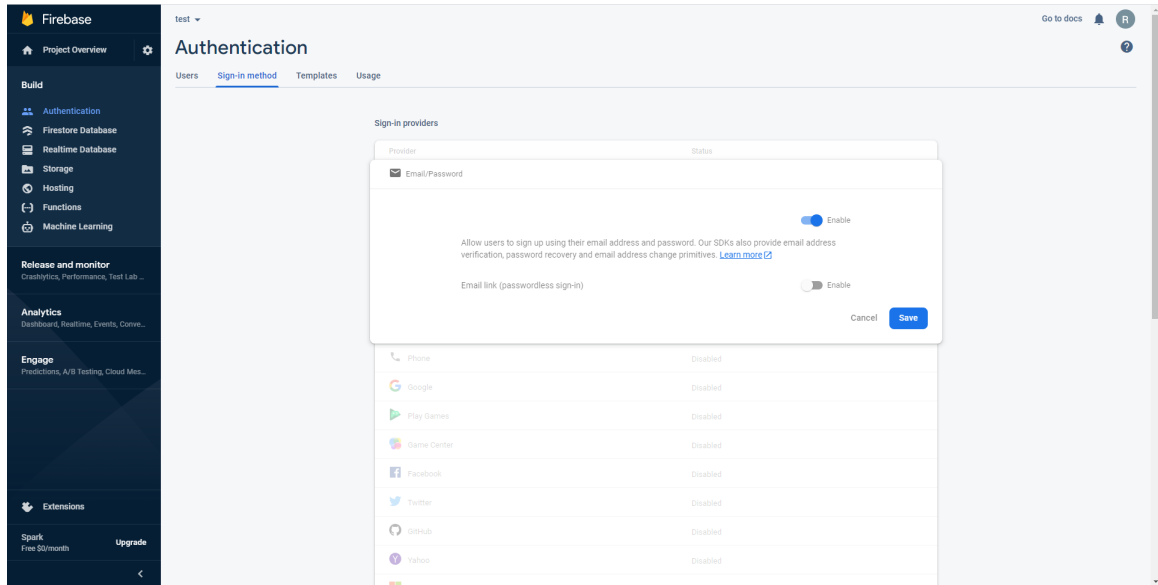 Firebase
Project Overview
Build
Authentication
Firestore Database
Realtime Database
Storage
Hosting
Functions
Machine Learning
Release and monitor
Crashlytics, Performance, Test Lab ...
Analytics
Dashboard, Realtime, Events, Conve...
Engage
Predictions, A/B Testing, Cloud Mes...
Extensions
Spark
Free $0/month
Upgrade
test
Go to docs
R
Authentication
Users Sign-in method Templates Usage
Sign-in providers
Provider Status
Email/Password
Enable
Allow users to sign up using their email address and password. Our SDKs also provide email address
verification, password recovery and email address change primitives. Learn more
Email link (passwordless sign-in) Enable
Cancel Save
Phone Disabled
Google Disabled
Play Games Disabled
Game Center Disabled
Facebook Disabled
Twitter Disabled
GitHub Disabled
Yahoo Disabled